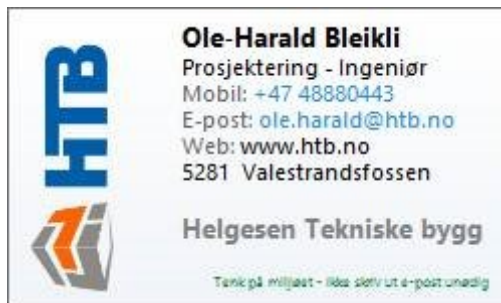 HTB
Ole-Harald Bleikli
Prosjektering - Ingeniør
Mobil: +47 48880443
E-post: ole.harald@htb.no
Web: www.htb.no
5281 Valestrandsfossen
Helgesen Tekniske bygg
Tenk på miljøet - ikke skriv ut e-post unødig